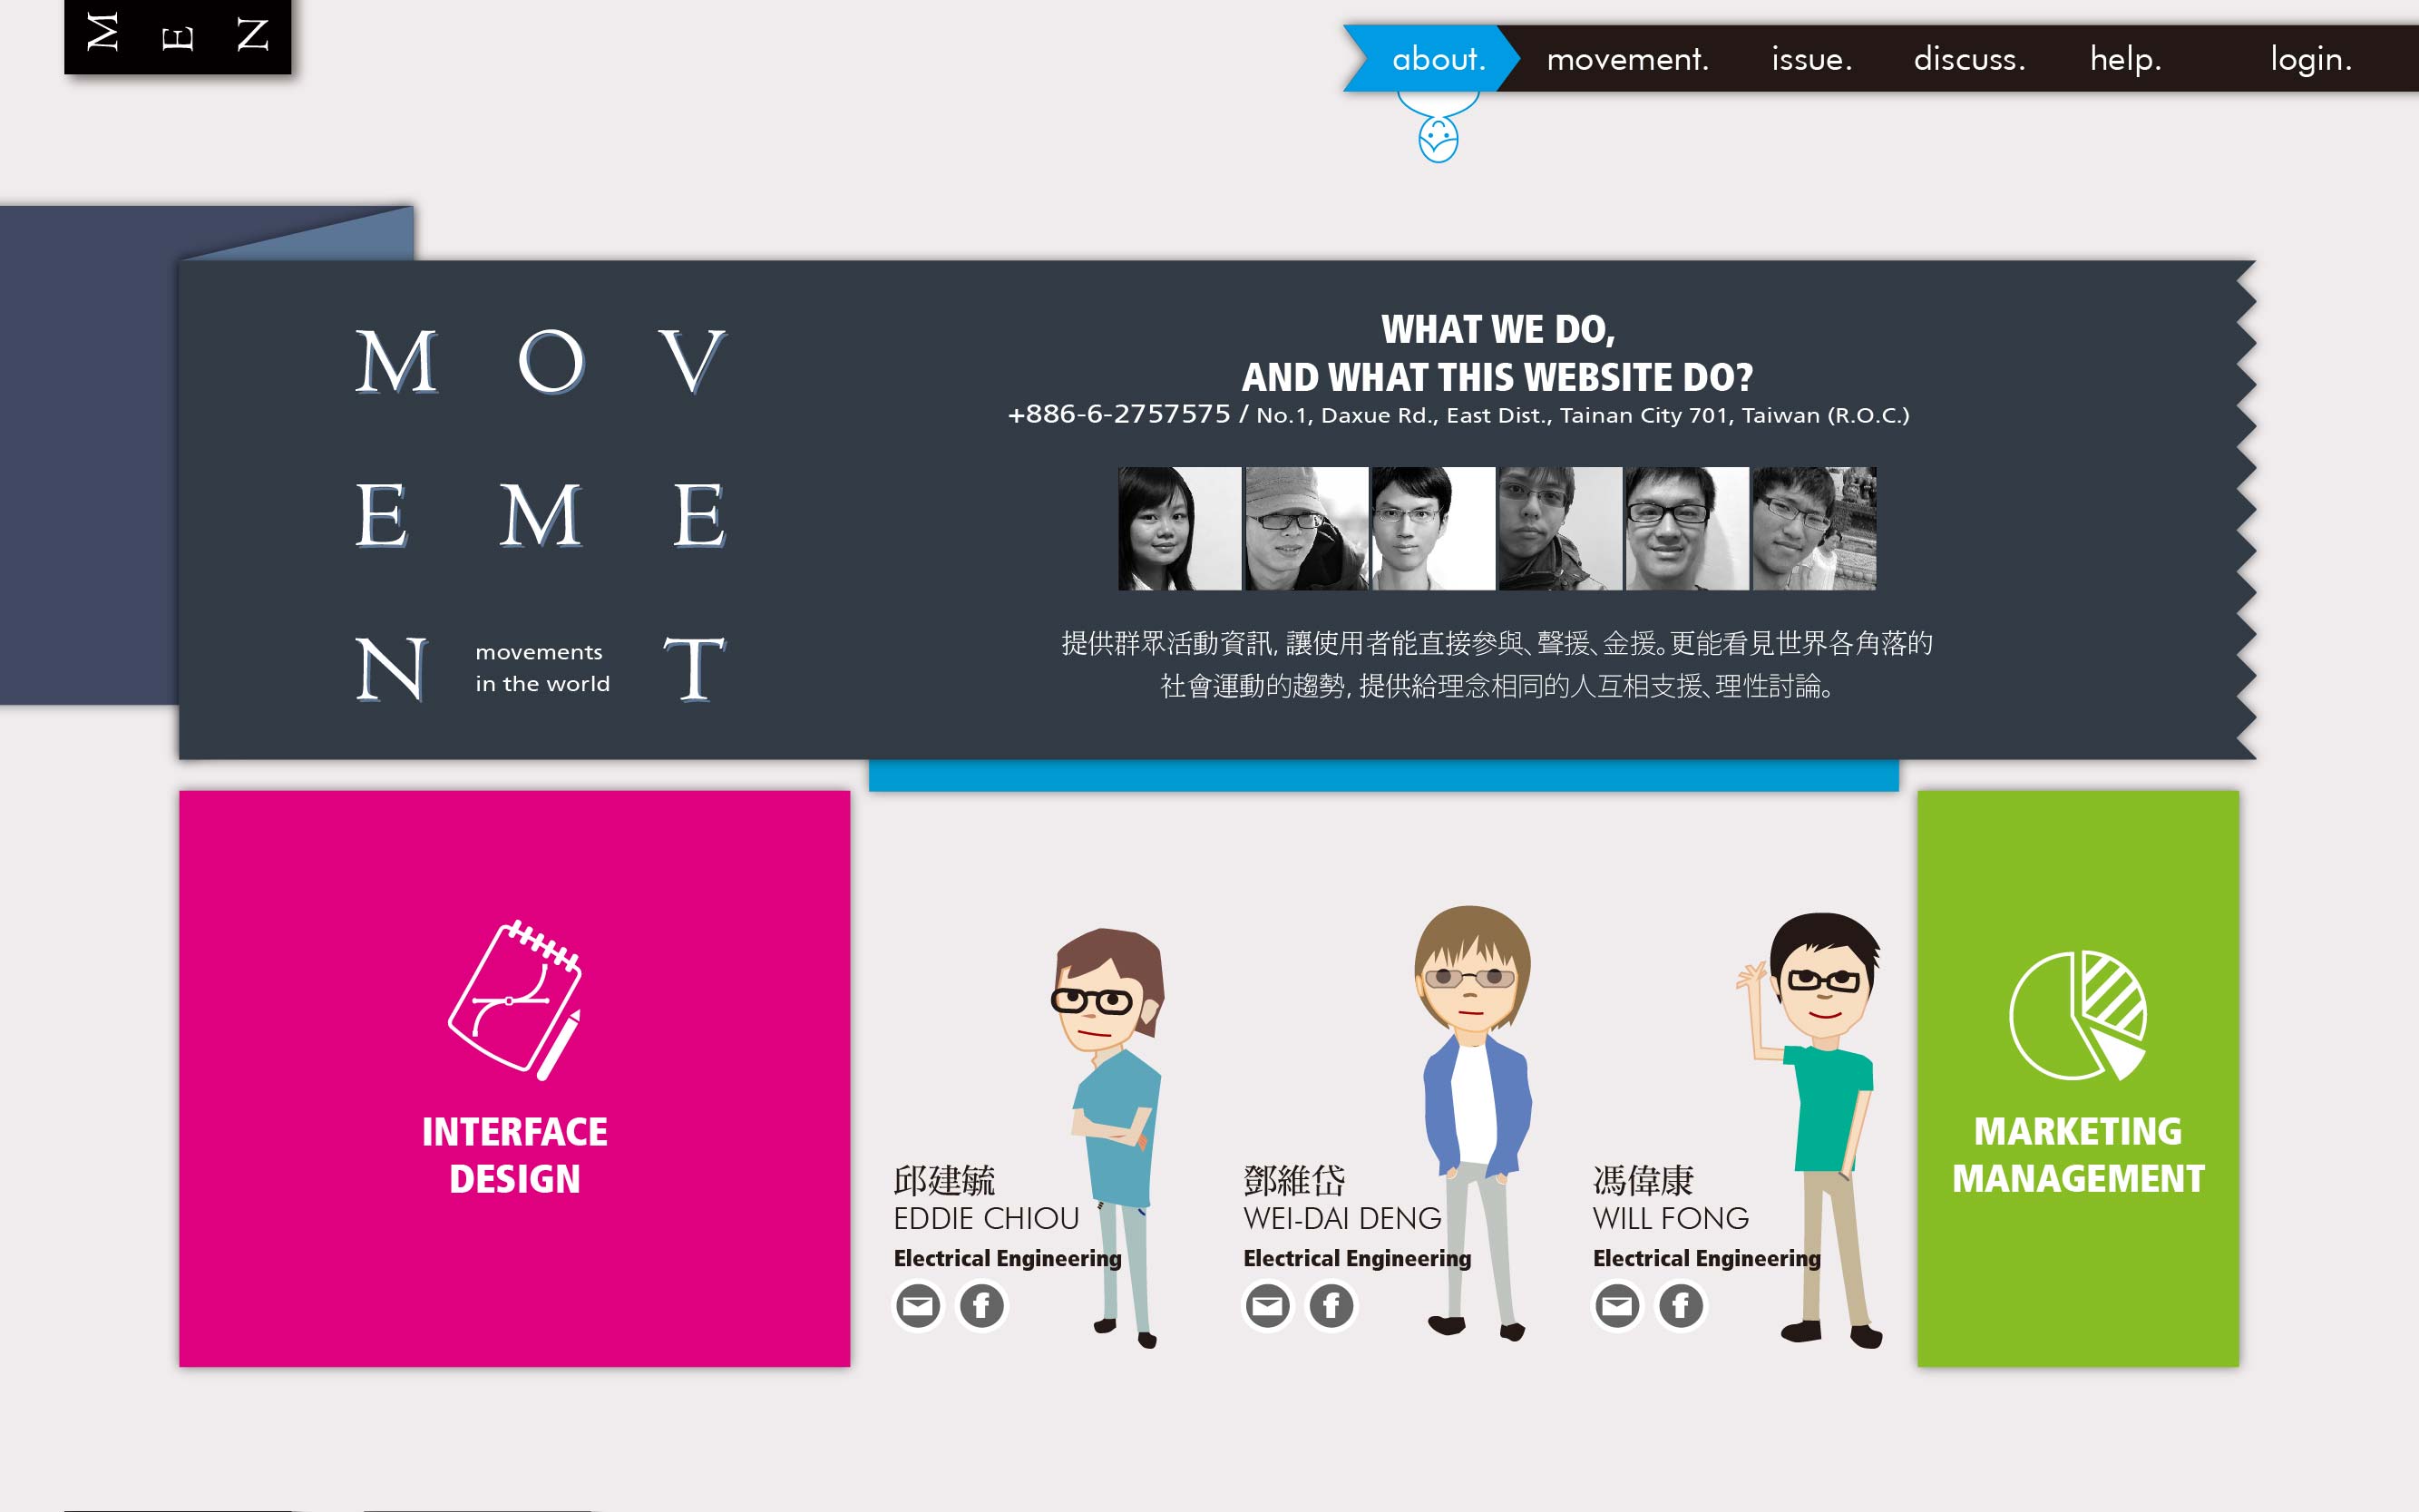 M E N
about. movement. issue. discuss. help. login.
M O V
E M E
N T
movements
in the world
WHAT WE DO,
AND WHAT THIS WEBSITE DO?
+886-6-2757575 / No.1, Daxue Rd., East Dist., Tainan City 701, Taiwan (R.O.C.)
提供群眾活動資訊, 讓使用者能直接參與、聲援、金援。更能看見世界各角落的
社會運動的趨勢, 提供給理念相同的人互相支援、理性討論。
INTERFACE
DESIGN
邱建毓
EDDIE CHIOU
Electrical Engineering
f
鄧維岱
WEI-DAI DENG
Electrical Engineering
f
馮偉康
WILL FONG
Electrical Engineering
f
MARKETING
MANAGEMENT